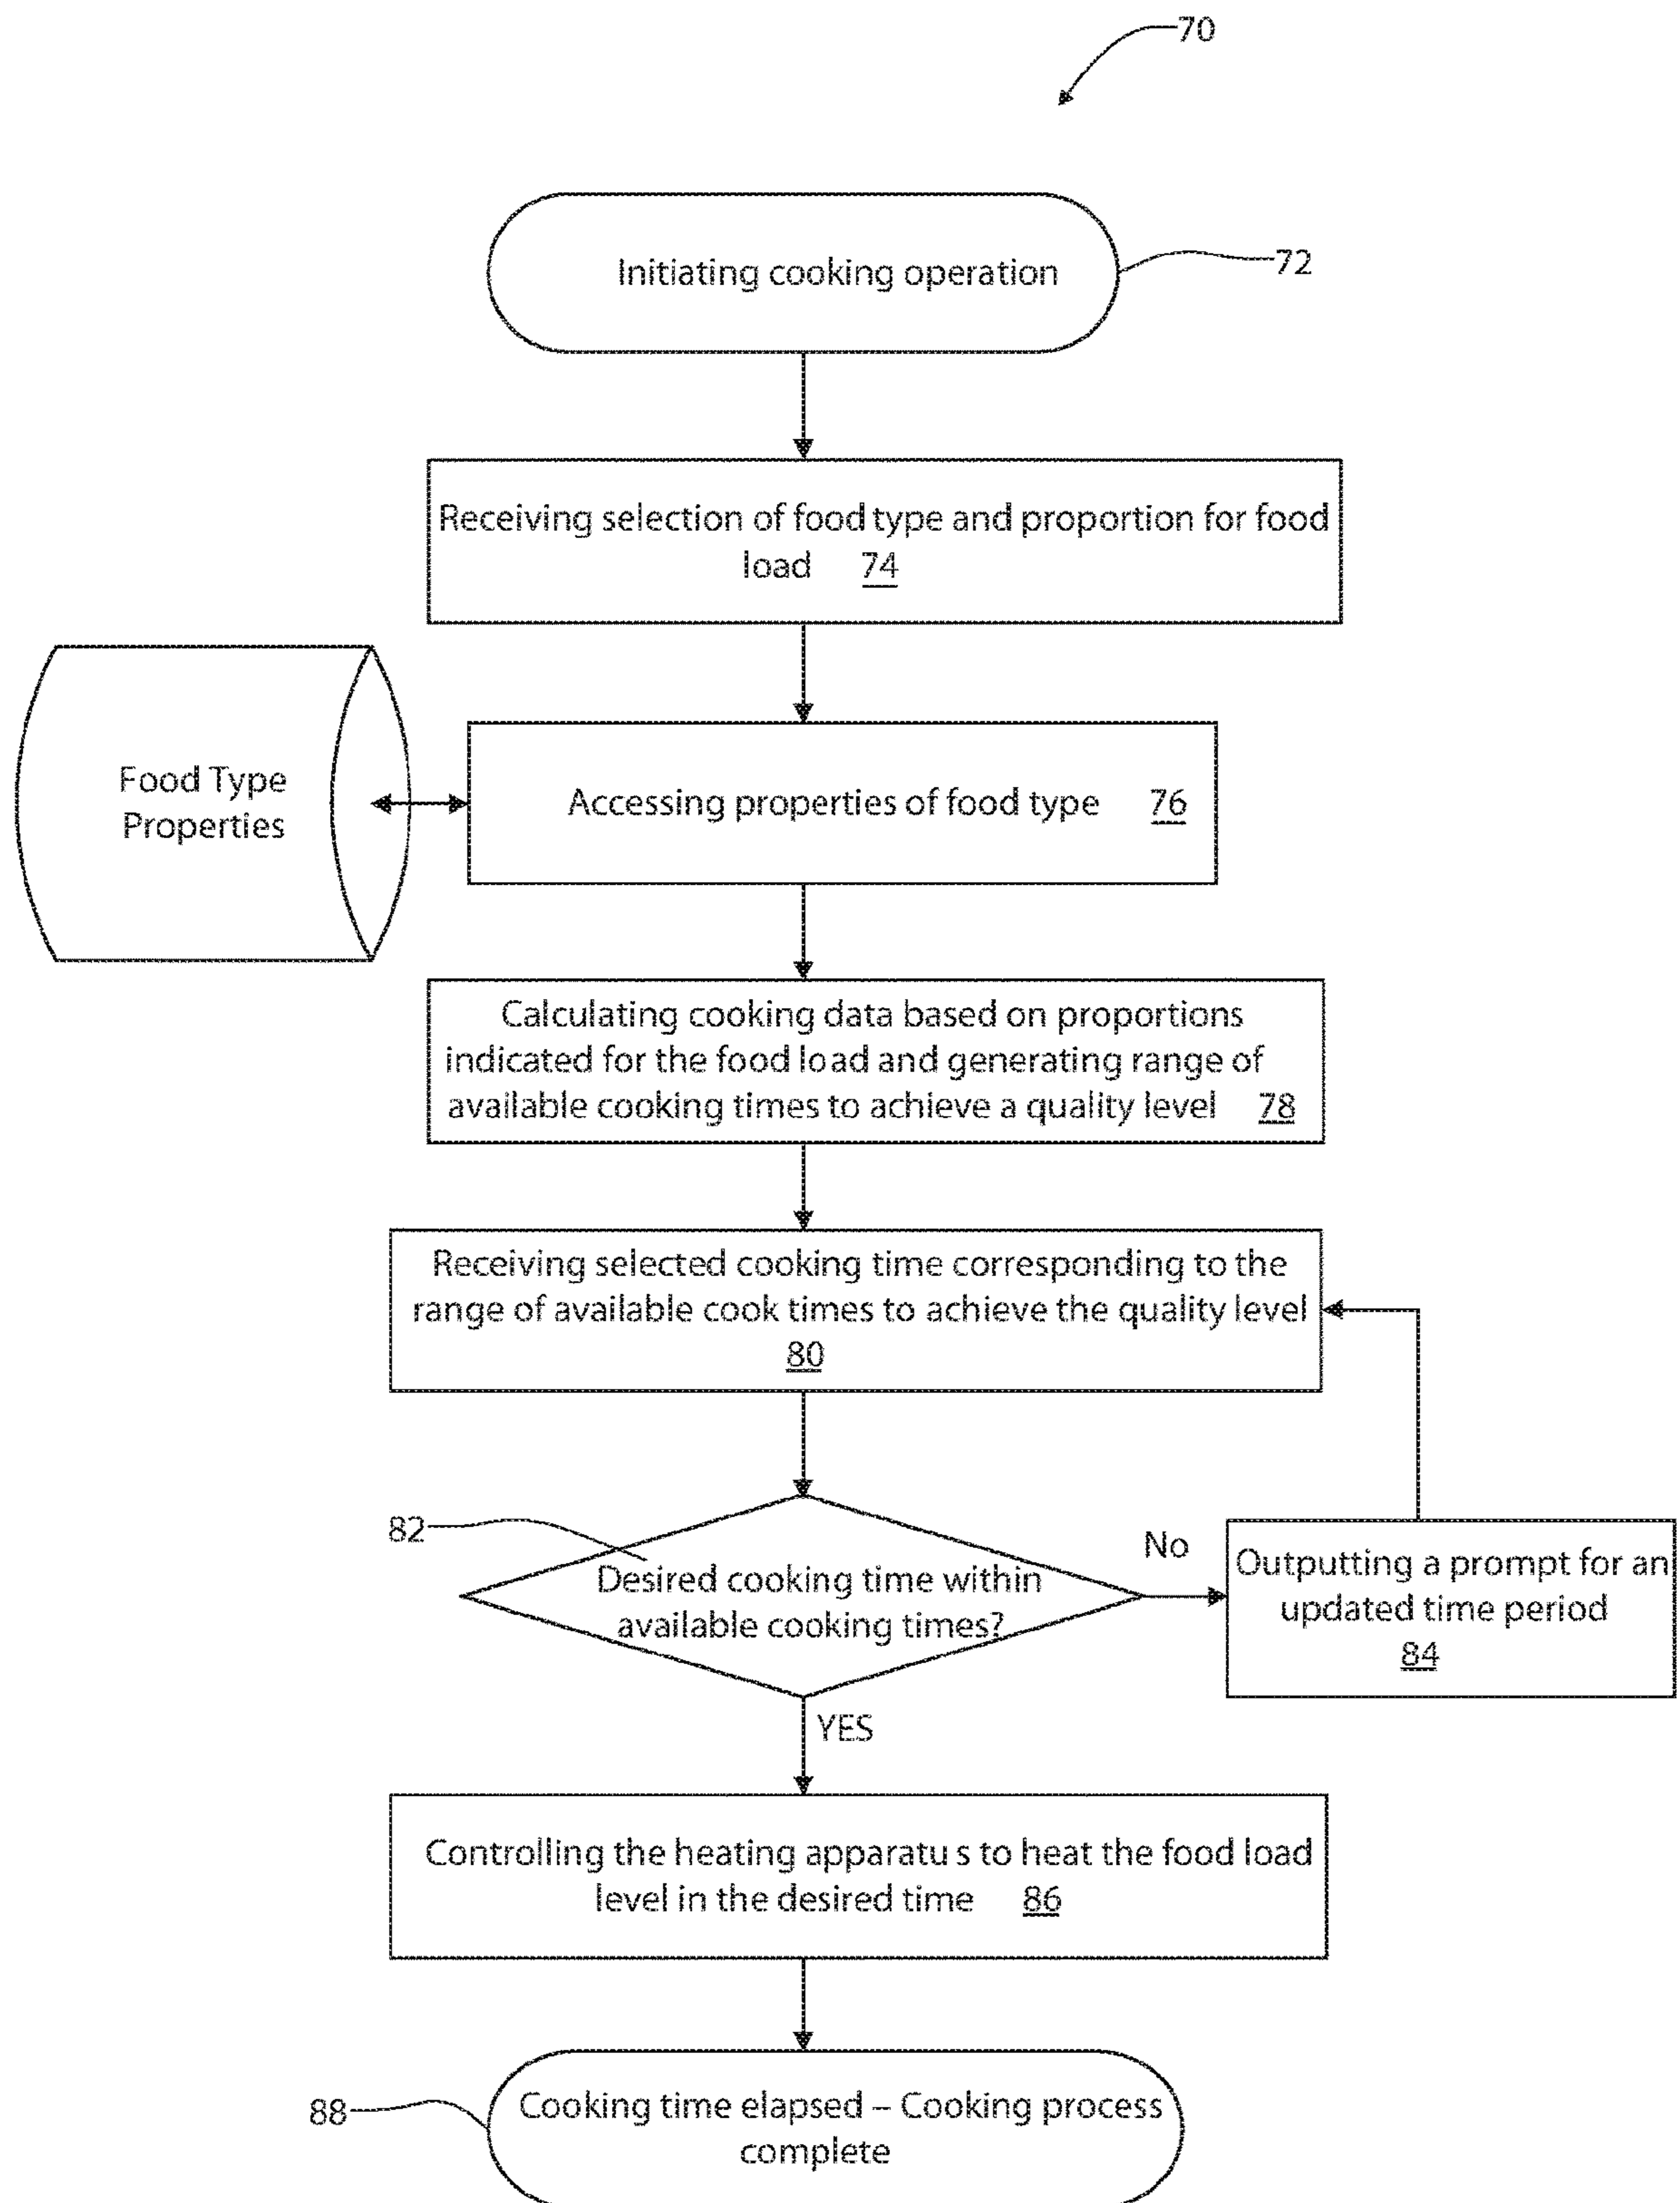 70
Initiating cooking operation
72
Receiving selection of food type and proportion for food
load 74
Food Type
Properties
Accessing properties of food type 76
Calculating cooking data based on proportions
indicated for the food load and generating range of
available cooking times to achieve a quality level 78
Receiving selected cooking time corresponding to the
range of available cook times to achieve the quality level
80
82
Desired cooking time within
available cooking times?
No
Outputting a prompt for an
updated time period
84
YES
Controlling the heating apparatus to heat the food load
level in the desired time 86
88
Cooking time elapsed – Cooking process
complete